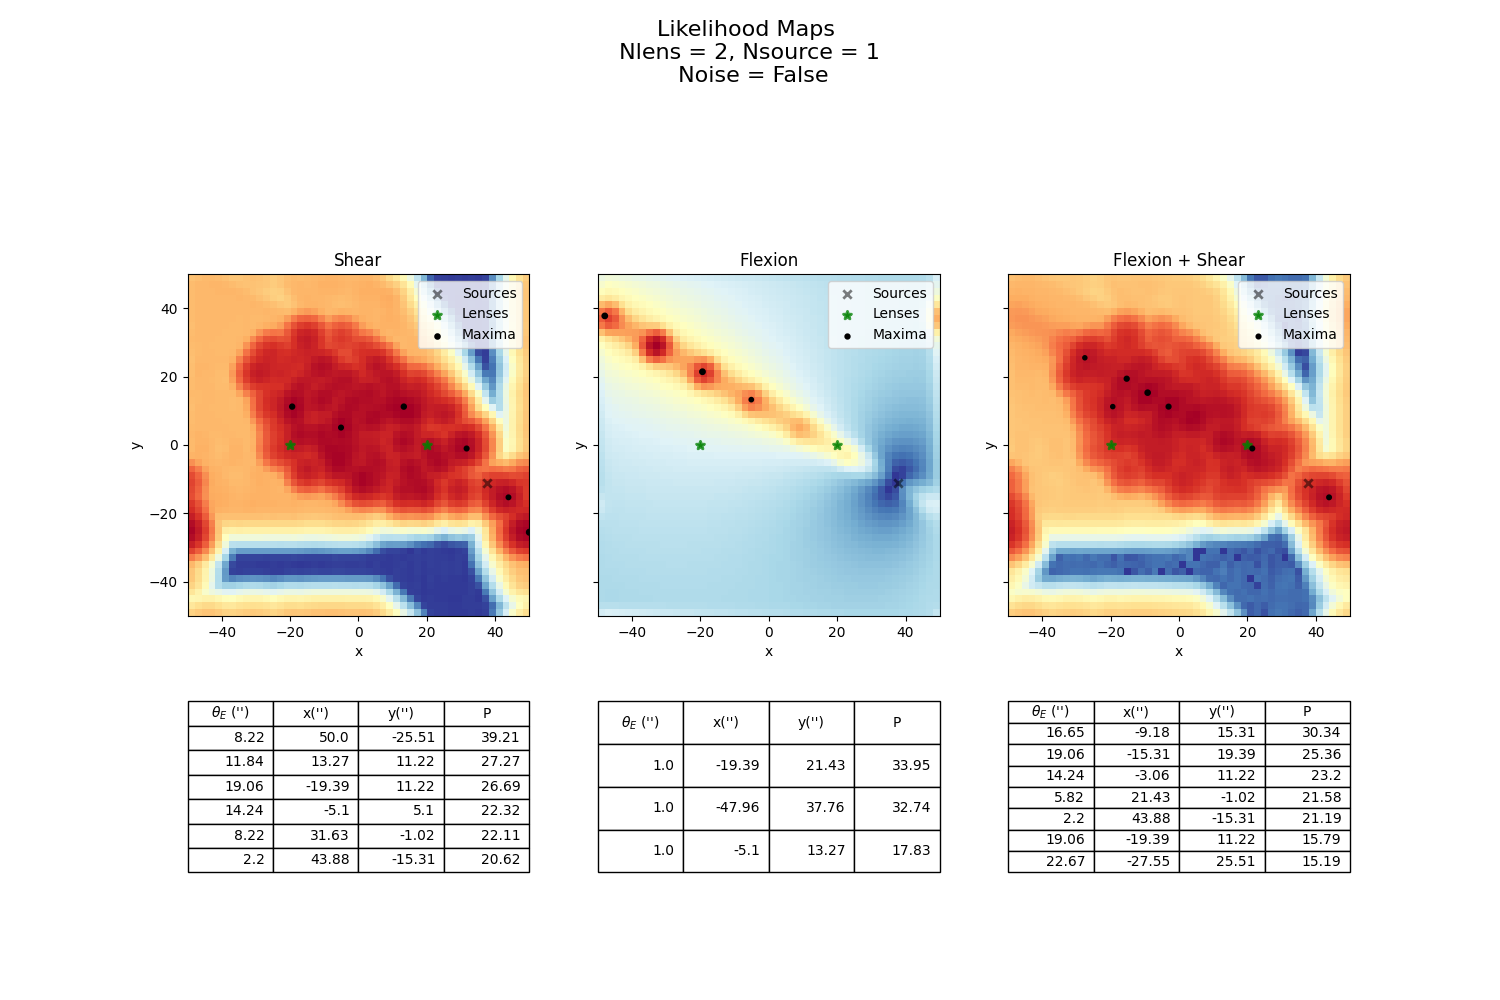 Likelihood Maps
Nlens = 2, Nsource = 1
Noise = False
Shear
Flexion
Flexion + Shear
Sources
Lenses
Maxima
Sources
Lenses
Maxima
Sources
Lenses
Maxima
40
20
0
−20
−40
y
y
y
−40 −20 0 20 40
−40 −20 0 20 40
−40 −20 0 20 40
x
x
x
θE ('') x('') y('') P
8.22 50.0 -25.51 39.21
11.84 13.27 11.22 27.27
19.06 -19.39 11.22 26.69
14.24 -5.1 5.1 22.32
8.22 31.63 -1.02 22.11
2.2 43.88 -15.31 20.62
θE ('') x('') y('') P
1.0 -19.39 21.43 33.95
1.0 -47.96 37.76 32.74
1.0 -5.1 13.27 17.83
θE ('') x('') y('') P
16.65 -9.18 15.31 30.34
19.06 -15.31 19.39 25.36
14.24 -3.06 11.22 23.2
5.82 21.43 -1.02 21.58
2.2 43.88 -15.31 21.19
19.06 -19.39 11.22 15.79
22.67 -27.55 25.51 15.19